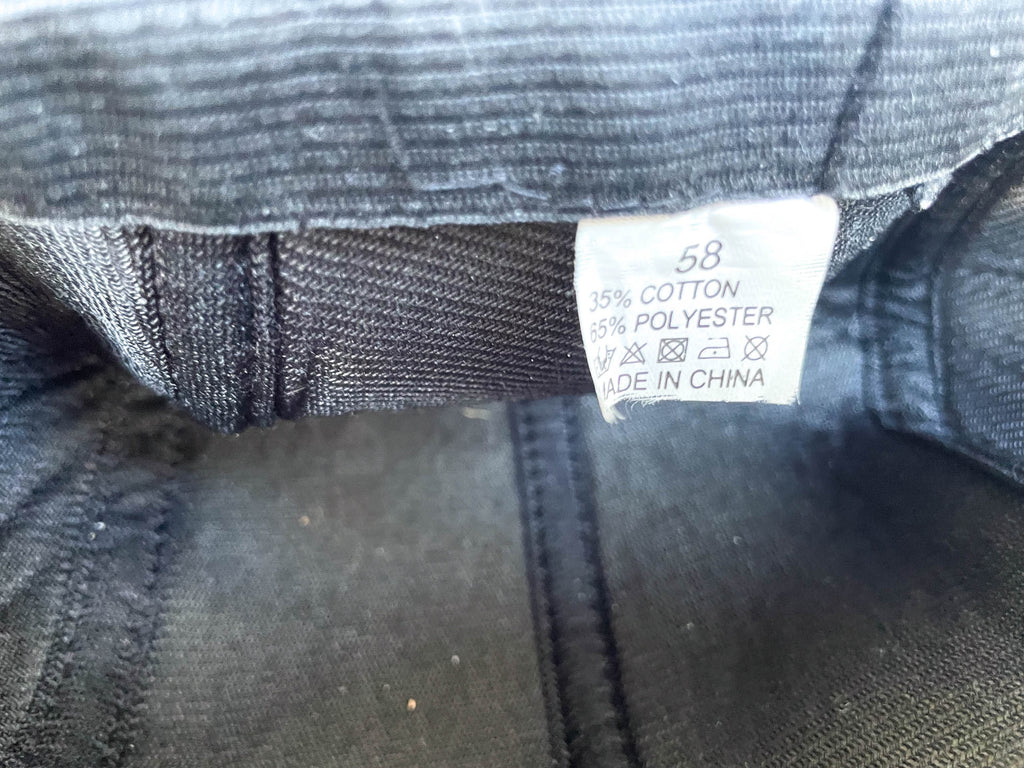 58
35% COTTON
65% POLYESTER
MADE IN CHINA